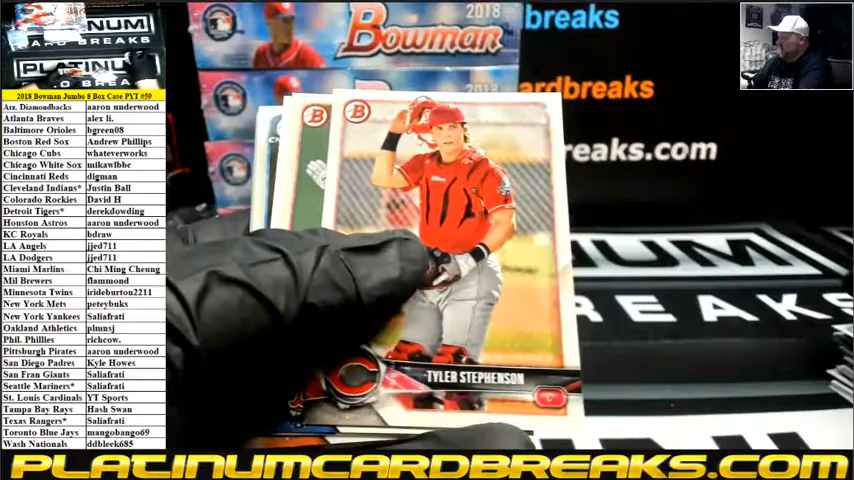 PLATINUM
CARD BREAKS
PLATINUM
CARD BREAKS
2018 Bowman Jumbo 8 Box Case PYT #59
Arz. Diamondbacks aaron underwood
Atlanta Braves alex li.
Baltimore Orioles bgreen08
Boston Red Sox Andrew Phillips
Chicago Cubs whateverworks
Chicago White Sox mikawlbbc
Cincinnati Reds digman
Cleveland Indians* Justin Ball
Colorado Rockies David H
Detroit Tigers* derekdowding
Houston Astros aaron underwood
KC Royals bdraw
LA Angels jjed711
LA Dodgers jjed711
Miami Marlins Chi Ming Cheung
Mil Brewers flammond
Minnesota Twins irideburton2211
New York Mets peteybuks
New York Yankees Saliafrati
Oakland Athletics plmnsj
Phil. Phillies richcow.
Pittsburgh Pirates aaron underwood
San Diego Padres Kyle Howes
San Fran Giants Saliafrati
Seattle Mariners* Saliafrati
St. Louis Cardinals YT Sports
Tampa Bay Rays Hash Swan
Texas Rangers* Saliafrati
Toronto Blue Jays mangobango69
Wash Nationals ddbleek685
2018
Bowman
2018
breaks
cardbreaks
reaks.com
B
B
TYLER STEPHENSON
C
INUM
BREAKS
PLATINUMCARDBREAKS.COM